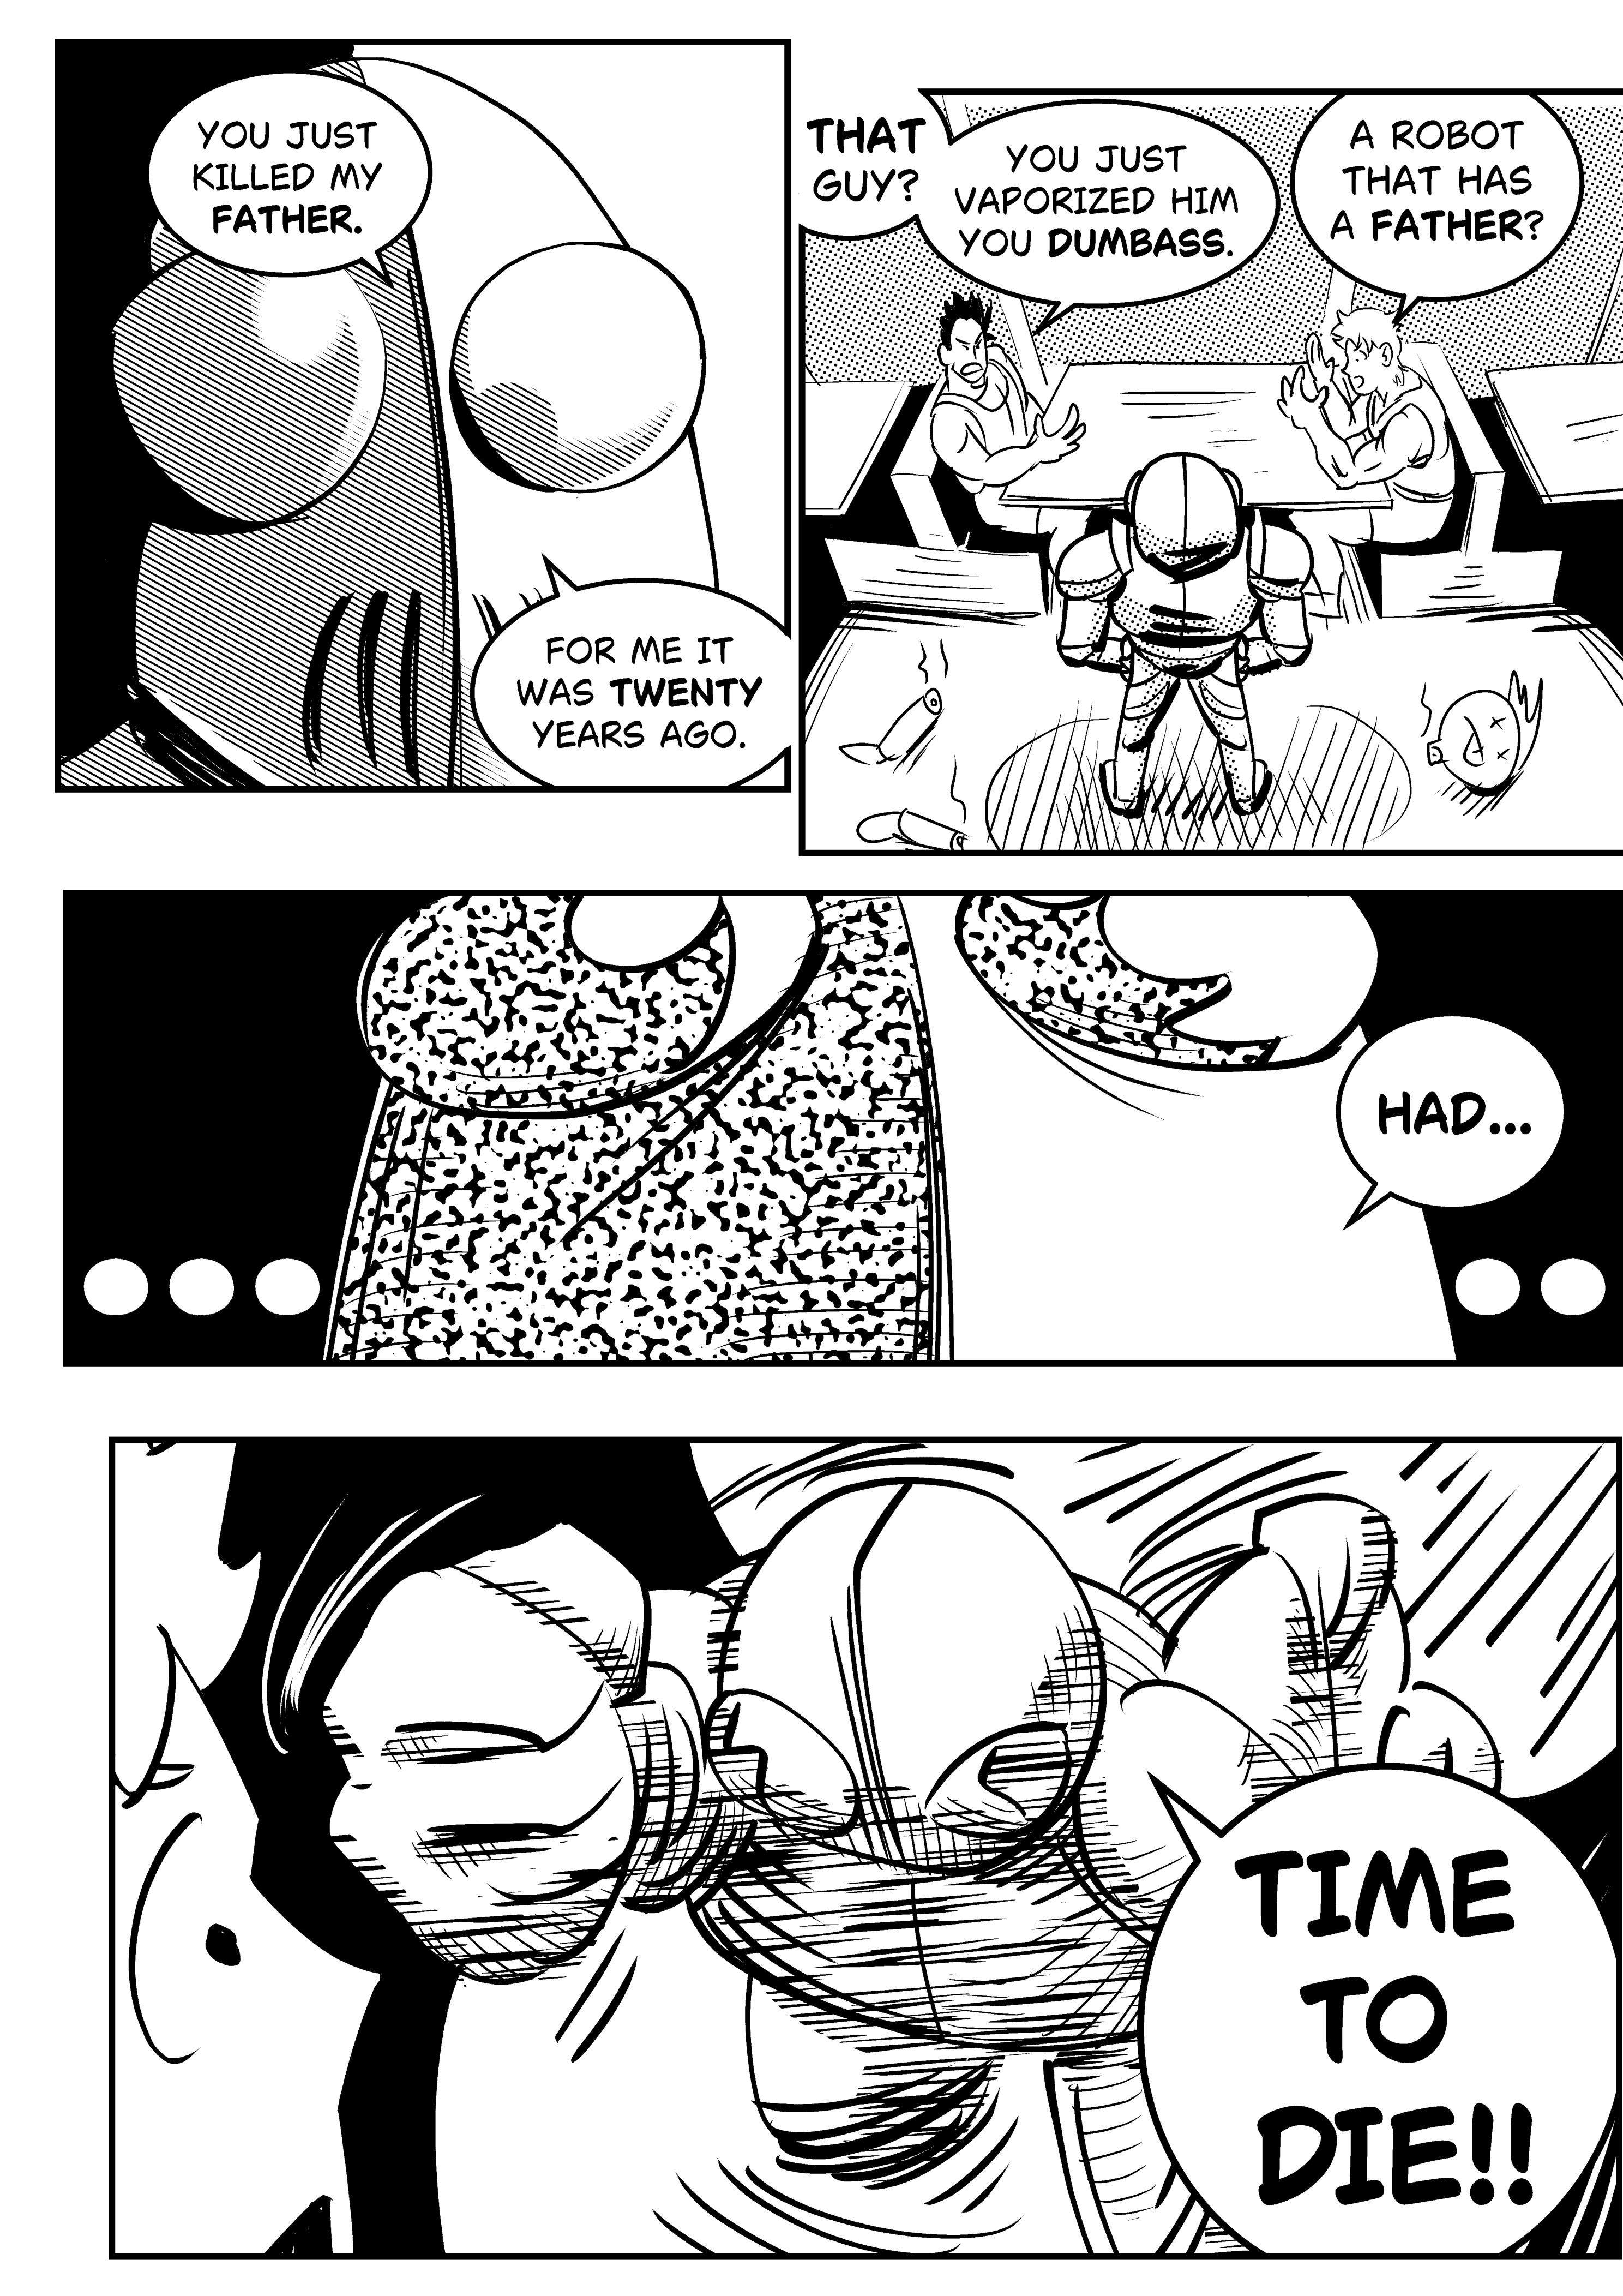 YOU JUST
KILLED MY
FATHER.
FOR ME IT
WAS TWENTY
YEARS AGO.
THAT
GUY?
YOU JUST
VAPORIZED HIM
YOU DUMBASS.
A ROBOT
THAT HAS
A FATHER?
HAD...
TIME
TO
DIE!!